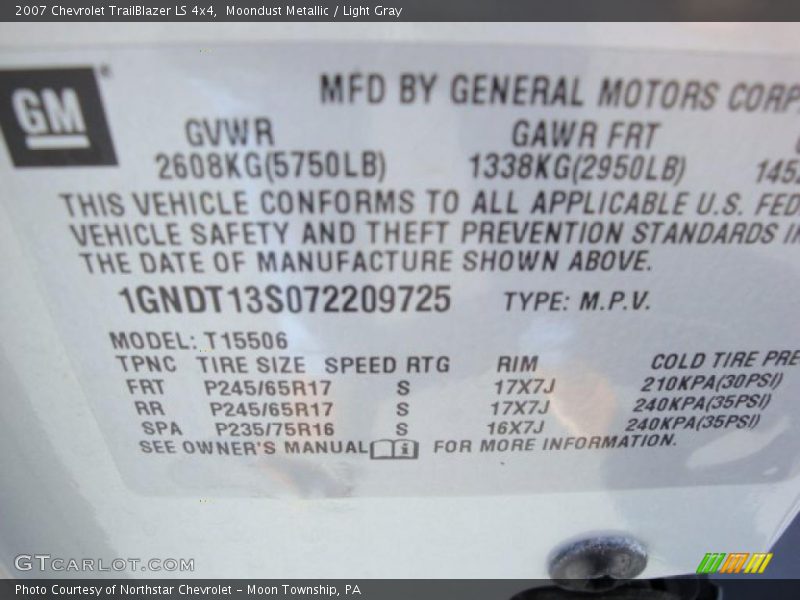 2007 Chevrolet TrailBlazer LS 4x4, Moondust Metallic / Light Gray
GM
MFD BY GENERAL MOTORS CORP
GVWR GAWR FRT
2608KG(5750LB) 1338KG(2950LB) 145
THIS VEHICLE CONFORMS TO ALL APPLICABLE U.S. FED
VEHICLE SAFETY AND THEFT PREVENTION STANDARDS IN
THE DATE OF MANUFACTURE SHOWN ABOVE.
1GNDT13S072209725 TYPE: M.P.V.
MODEL: T15506
TPNC TIRE SIZE SPEED RTG RIM COLD TIRE PRE
FRT P245/65R17 S 17X7J 210KPA(30PSI)
RR P245/65R17 S 17X7J 240KPA(35PSI)
SPA P235/75R16 S 16X7J 240KPA(35PSI)
SEE OWNER'S MANUAL FOR MORE INFORMATION.
GTCARLOT.COM
Photo Courtesy of Northstar Chevrolet - Moon Township, PA